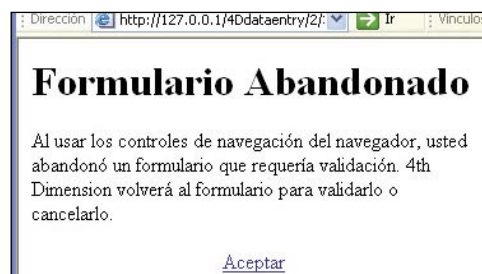 Dirección http://127.0.0.1/4Ddataentry/2/: Ir Vínculos
Formulario Abandonado
Al usar los controles de navegación del navegador, usted
abandonó un formulario que requería validación. 4th
Dimension volverá al formulario para validarlo o
cancelarlo.
Aceptar